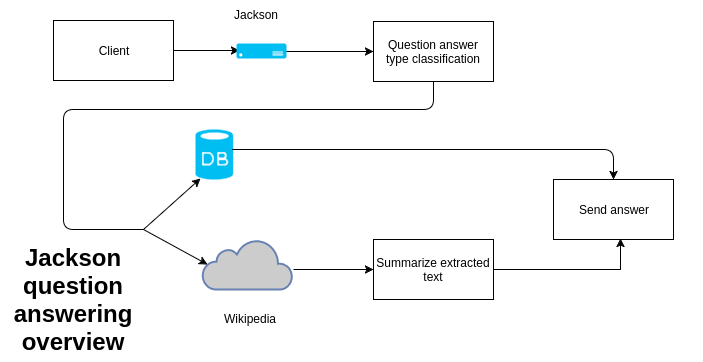 Jackson
Client
Question answer
type classification
DB
Send answer
Summarize extracted
text
Wikipedia
Jackson
question
answering
overview